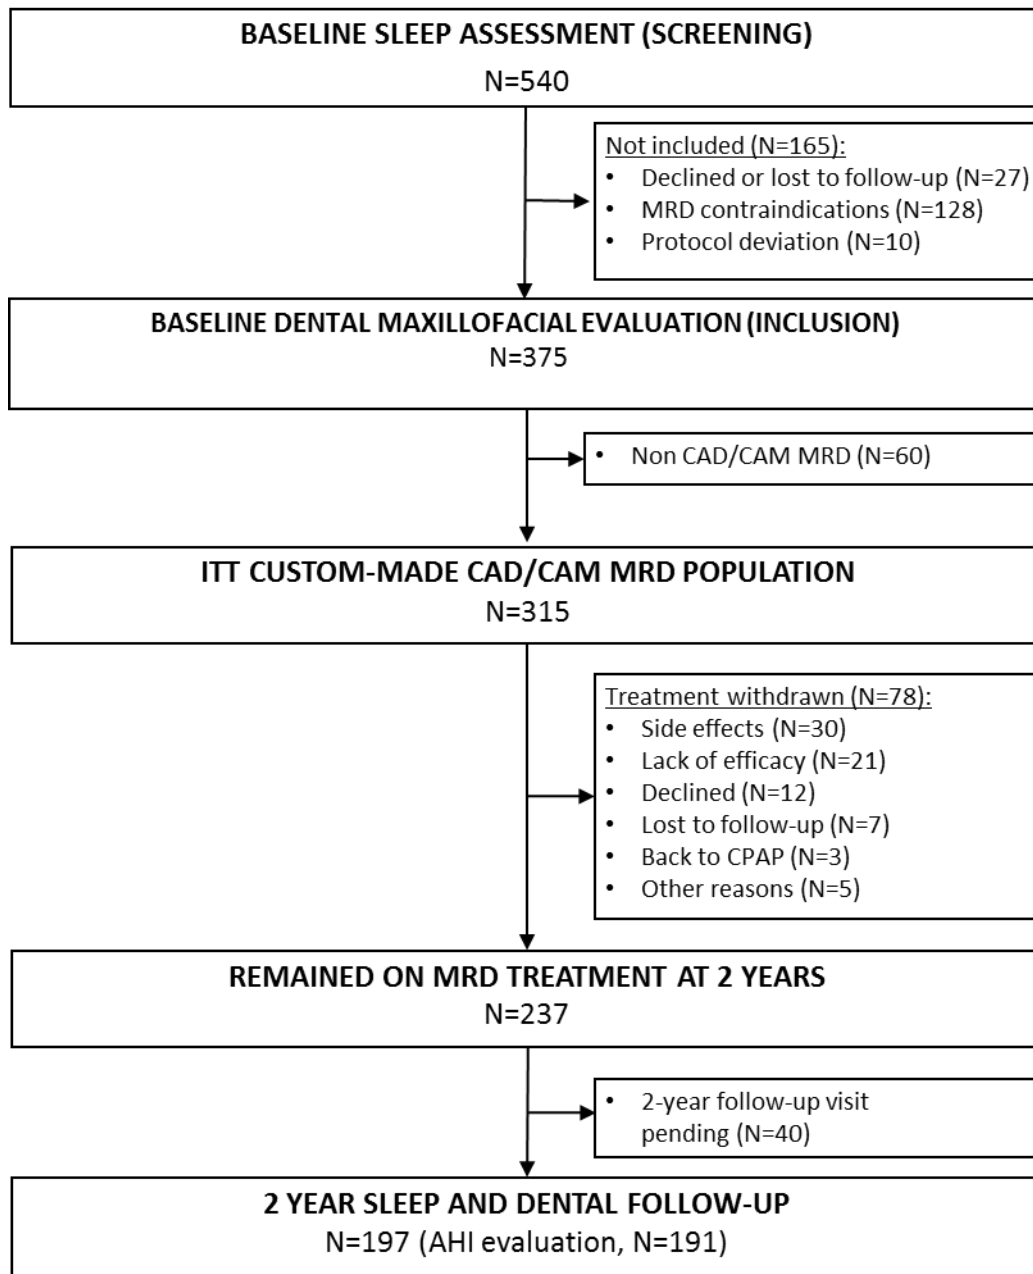 BASELINE SLEEP ASSESSMENT (SCREENING)
N=540
Not included (N=165):
• Declined or lost to follow-up (N=27)
• MRD contraindications (N=128)
• Protocol deviation (N=10)
BASELINE DENTAL MAXILLOFACIAL EVALUATION (INCLUSION)
N=375
• Non CAD/CAM MRD (N=60)
ITT CUSTOM-MADE CAD/CAM MRD POPULATION
N=315
Treatment withdrawn (N=78):
• Side effects (N=30)
• Lack of efficacy (N=21)
• Declined (N=12)
• Lost to follow-up (N=7)
• Back to CPAP (N=3)
• Other reasons (N=5)
REMAINED ON MRD TREATMENT AT 2 YEARS
N=237
• 2-year follow-up visit
pending (N=40)
2 YEAR SLEEP AND DENTAL FOLLOW-UP
N=197 (AHI evaluation, N=191)